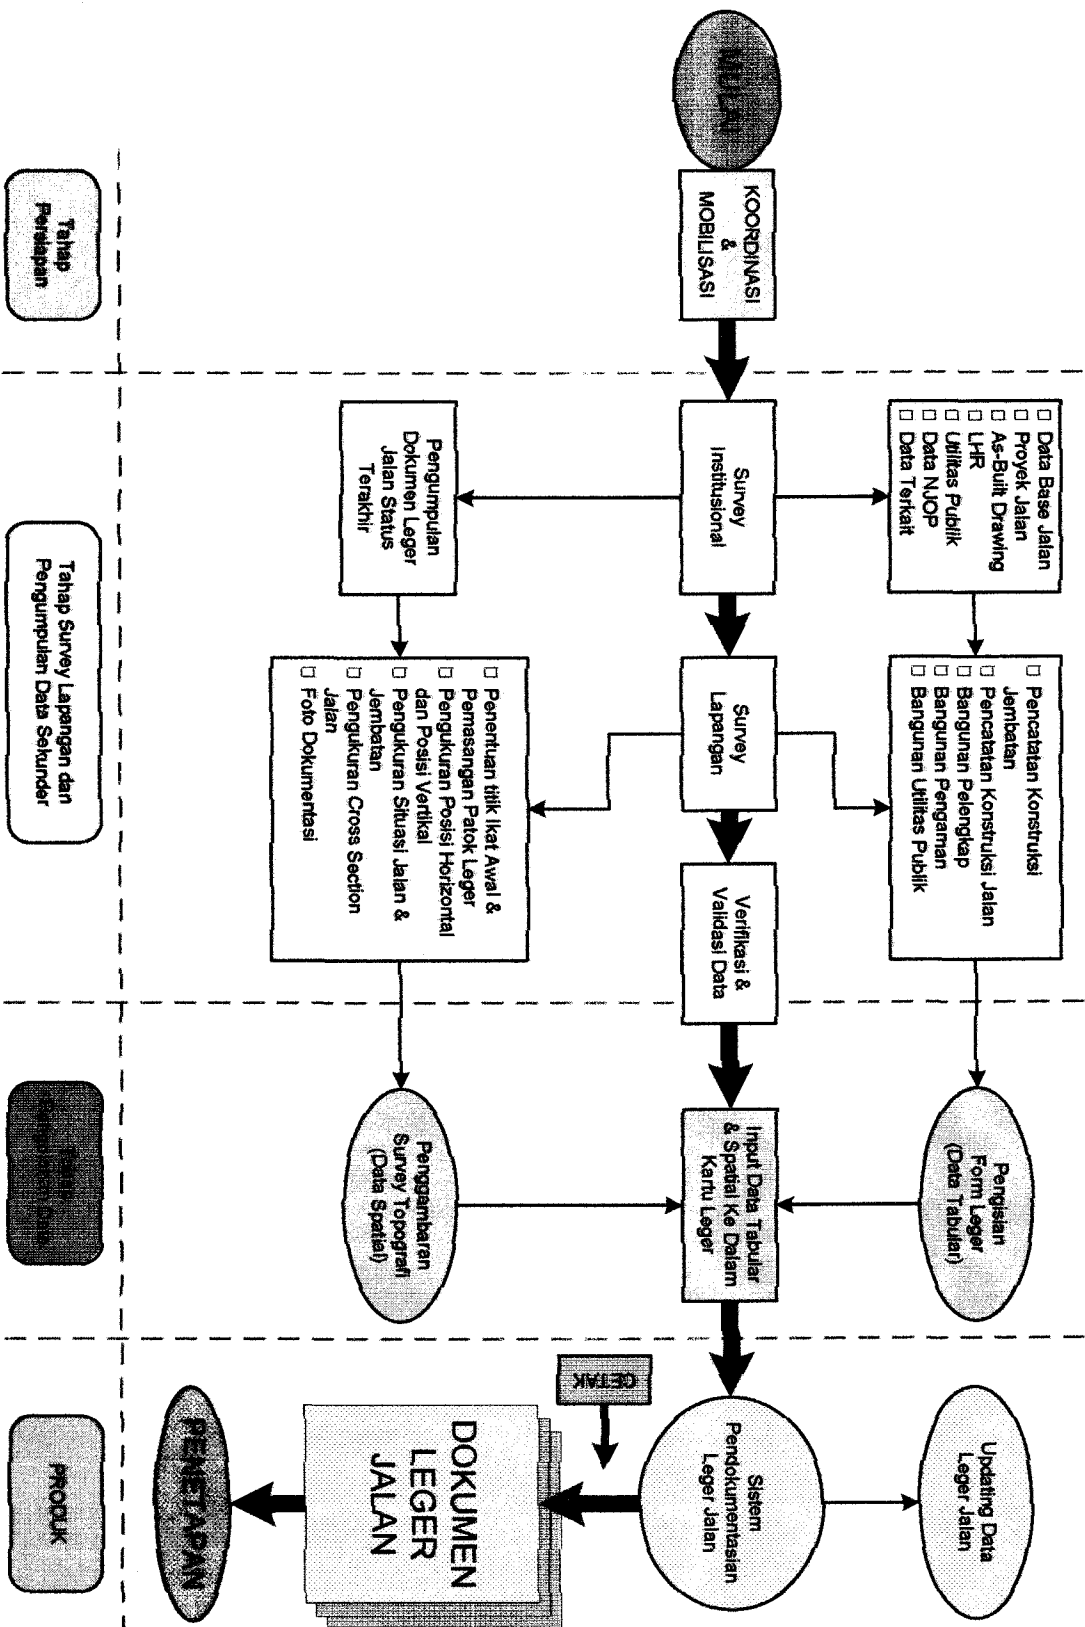 MULAI
KOORDINASI
&
MOBILISASI
□ Data Base Jalan
□ Proyek Jalan
□ As-Built Drawing
□ LHR
□ Utilitas Publik
□ Data NJOP
□ Data Terkait
Survey
Institusional
Pengumpulan
Dokumen Leger
Jalan Status
Terakhir
□ Pencatatan Konstruksi
Jembatan
□ Pencatatan Konstruksi Jalan
□ Bangunan Pelengkap
□ Bangunan Pengaman
□ Bangunan Utilitas Publik
Survey
Lapangan
□ Penentuan titik Ikat Awal &
Pemasangan Patok Leger
□ Pengukuran Posisi Horizontal
dan Posisi Vertikal
□ Pengukuran Situasi Jalan &
Jembatan
□ Pengukuran Cross Section
Jalan
□ Foto Dokumentasi
Verifikasi &
Validasi Data
Pengisian
Form Leger
(Data Tabular)
Input Data Tabular
& Spatial Ke Dalam
Kartu Leger
Penggambaran
Survey Topografi
(Data Spatial)
Updating Data
Leger Jalan
Sistem
Pendokumentasian
Leger Jalan
CETAK
DOKUMEN
LEGER
JALAN
PENETAPAN
Tahap
Persiapan
Tahap Survey Lapangan dan
Pengumpulan Data Sekunder
Tahap
PRODUK